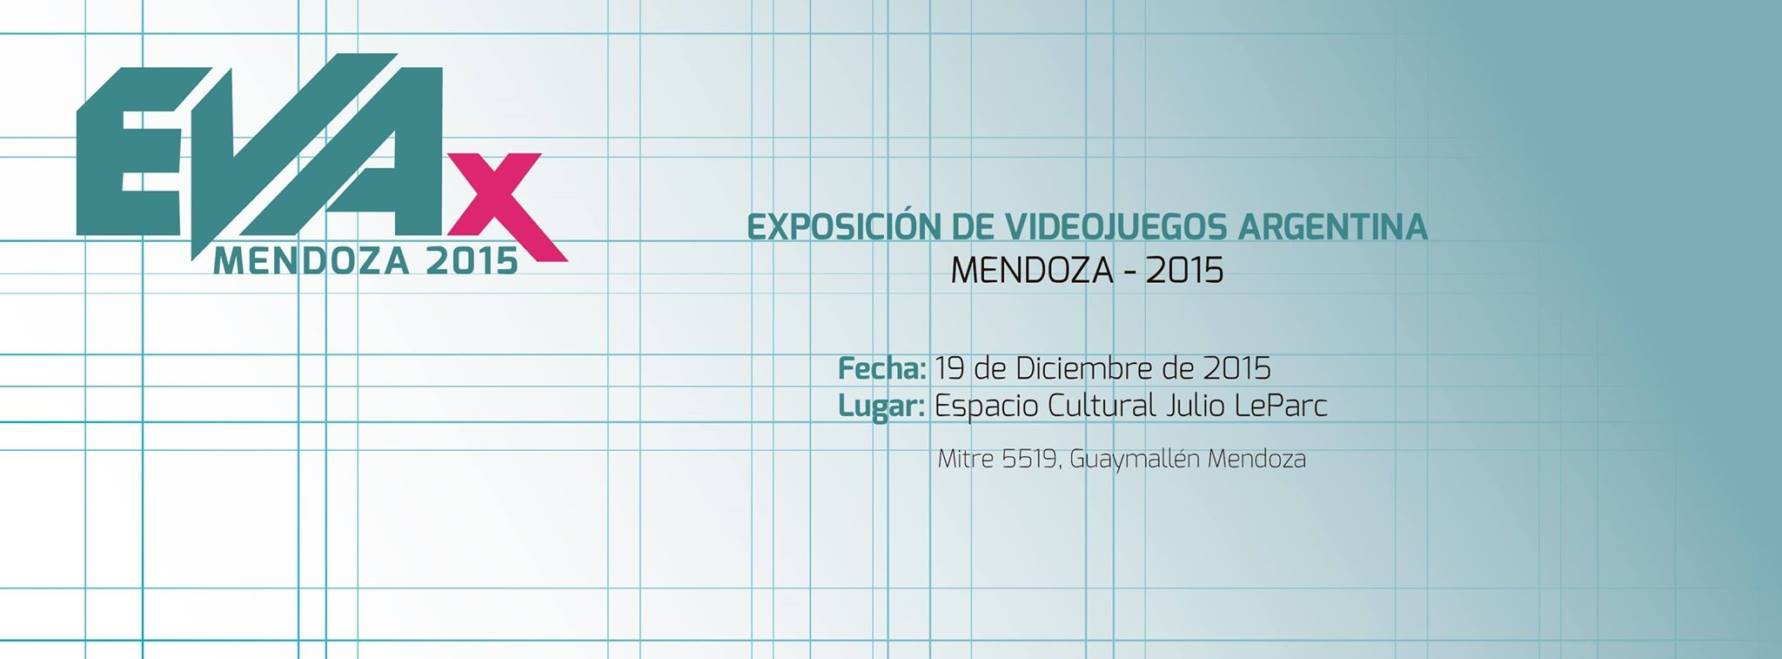 EVAx
MENDOZA 2015
EXPOSICIÓN DE VIDEOJUEGOS ARGENTINA
MENDOZA - 2015
Fecha: 19 de Diciembre de 2015
Lugar: Espacio Cultural Julio LeParc
Mitre 5519, Guaymallén Mendoza